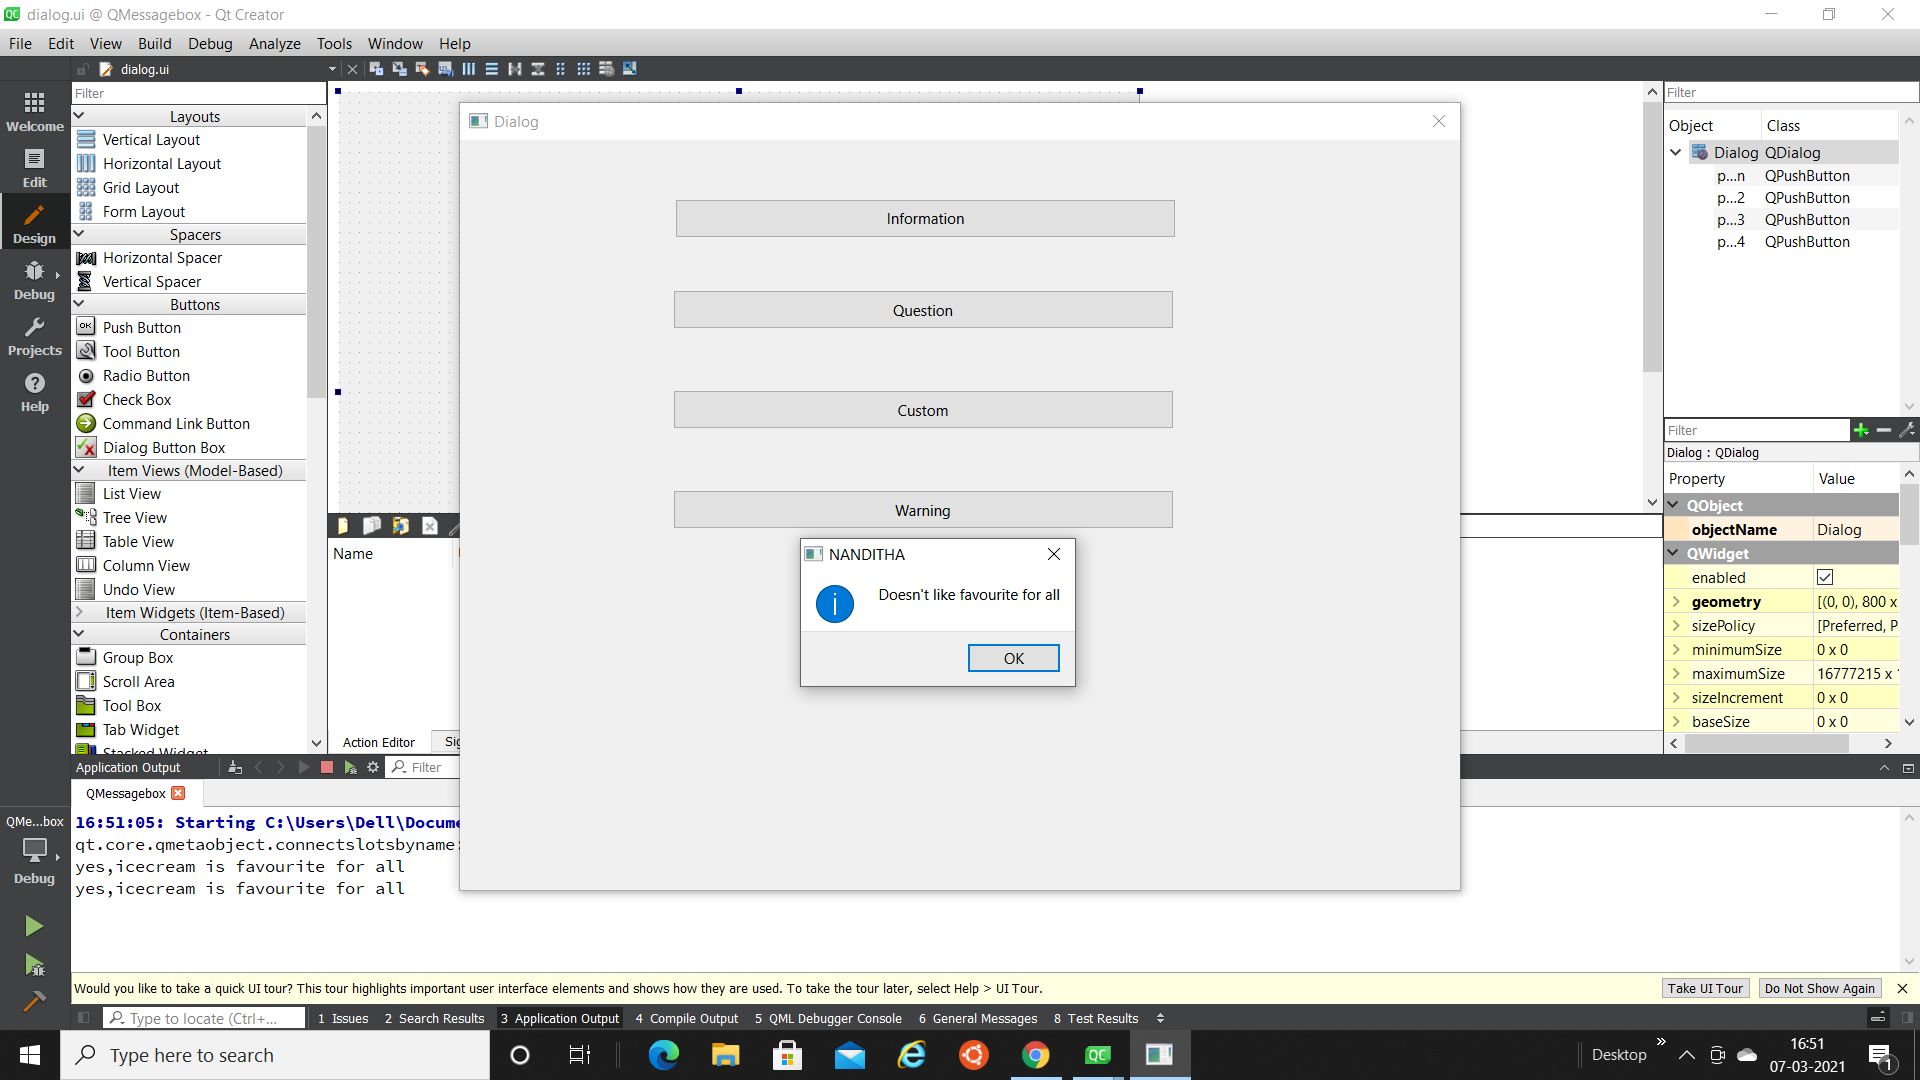 dialog.ui @ QMessagebox - Qt Creator
File Edit View Build Debug Analyze Tools Window Help
dialog.ui
Welcome
Edit
Design
Debug
Projects
Help
QMe...box
Debug
Filter
Layouts
Vertical Layout
Horizontal Layout
Grid Layout
Form Layout
Spacers
Horizontal Spacer
Vertical Spacer
Buttons
Push Button
Tool Button
Radio Button
Check Box
Command Link Button
Dialog Button Box
Item Views (Model-Based)
List View
Tree View
Table View
Column View
Undo View
Item Widgets (Item-Based)
Containers
Group Box
Scroll Area
Tool Box
Tab Widget
Stacked Widget
Name
Action Editor Sig
Dialog
Information
Question
Custom
Warning
NANDITHA
Doesn't like favourite for all
OK
Filter
Object Class
Dialog QDialog
p...n QPushButton
p...2 QPushButton
p...3 QPushButton
p...4 QPushButton
Filter
Dialog : QDialog
Property Value
QObject
objectName Dialog
QWidget
enabled
geometry [(0, 0), 800 x
sizePolicy [Preferred, P
minimumSize 0 x 0
maximumSize 16777215 x
sizeIncrement 0 x 0
baseSize 0 x 0
Application Output Filter
QMessagebox
16:51:05: Starting C:\Users\Dell\Docume
qt.core.qmetaobject.connectslotsbyname:
yes,icecream is favourite for all
yes,icecream is favourite for all
Would you like to take a quick UI tour? This tour highlights important user interface elements and shows how they are used. To take the tour later, select Help > UI Tour. Take UI Tour Do Not Show Again
Type to locate (Ctrl+... 1 Issues 2 Search Results 3 Application Output 4 Compile Output 5 QML Debugger Console 6 General Messages 8 Test Results
Type here to search Desktop 16:51
07-03-2021 1